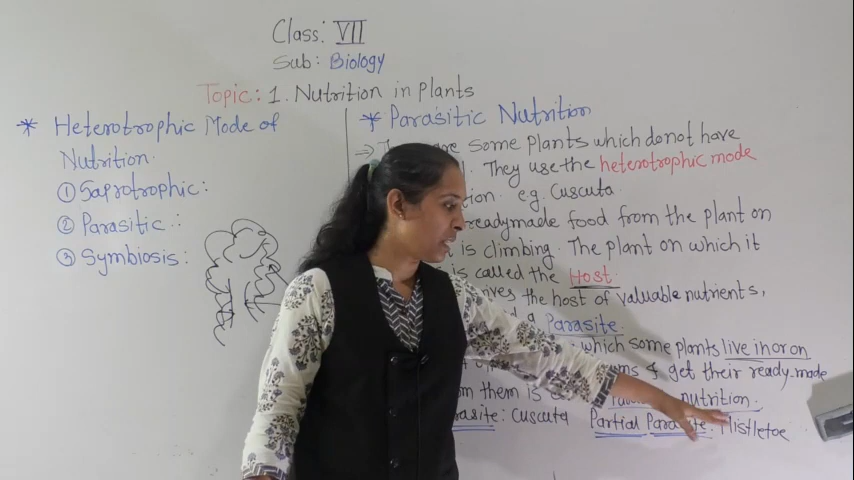 Class: VII
Sub: Biology
Topic: 1. Nutrition in plants
* Heterotrophic Mode of
Nutrition.
① Saprotrophic:
② Parasitic :
③ Symbiosis:
* Parasitic Nutrition
→ are some plants which donot have
. They use the heterotrophic mode
e.g. Cuscuta.
readymade food from the plant on
is climbing. The plant on which it
is called the Host.
the host of valuable nutrients,
a Parasite.
which some plants live in or on
& get their ready-made
them is nutrition.
: Cuscuta Partial Parasite: Mistletoe